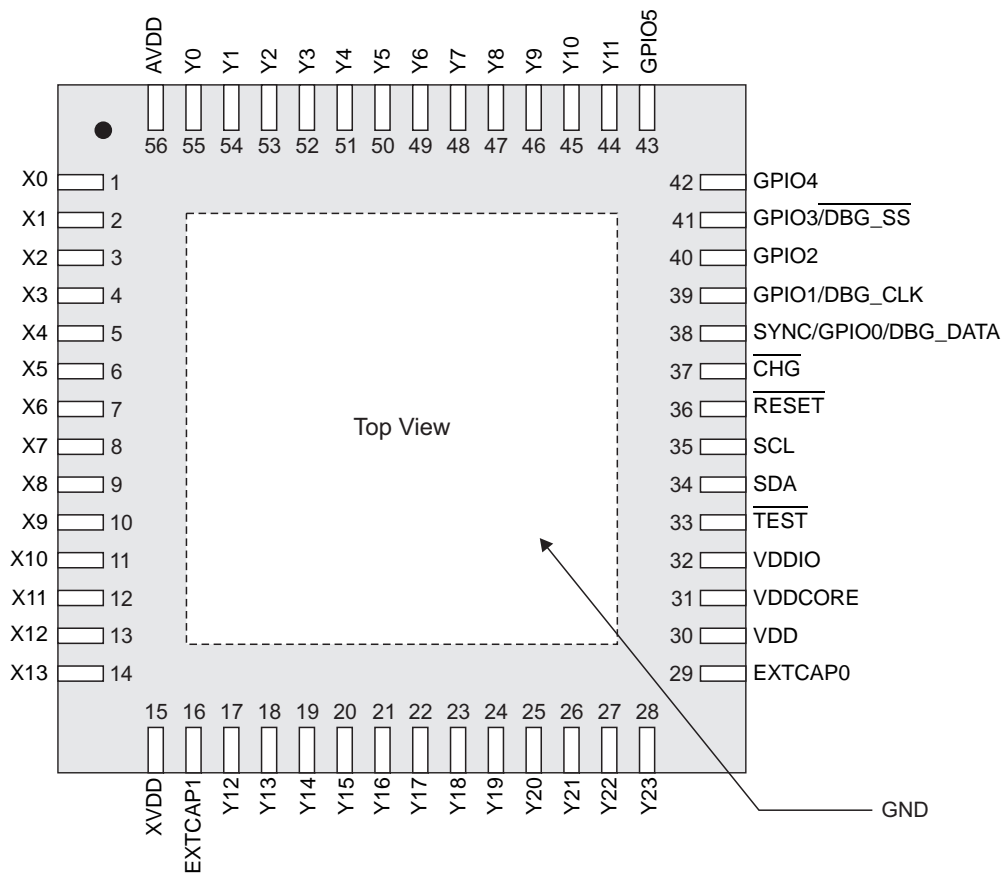 AVDD
Y0
Y1
Y2
Y3
Y4
Y5
Y6
Y7
Y8
Y9
Y10
Y11
GPIO5
56 55 54 53 52 51 50 49 48 47 46 45 44 43
X0 1
X1 2
X2 3
X3 4
X4 5
X5 6
X6 7
X7 8
X8 9
X9 10
X10 11
X11 12
X12 13
X13 14
Top View
42 GPIO4
41 GPIO3/DBG_SS
40 GPIO2
39 GPIO1/DBG_CLK
38 SYNC/GPIO0/DBG_DATA
37 CHG
36 RESET
35 SCL
34 SDA
33 TEST
32 VDDIO
31 VDDCORE
30 VDD
29 EXTCAP0
15 16 17 18 19 20 21 22 23 24 25 26 27 28
XVDD
EXTCAP1
Y12
Y13
Y14
Y15
Y16
Y17
Y18
Y19
Y20
Y21
Y22
Y23
GND